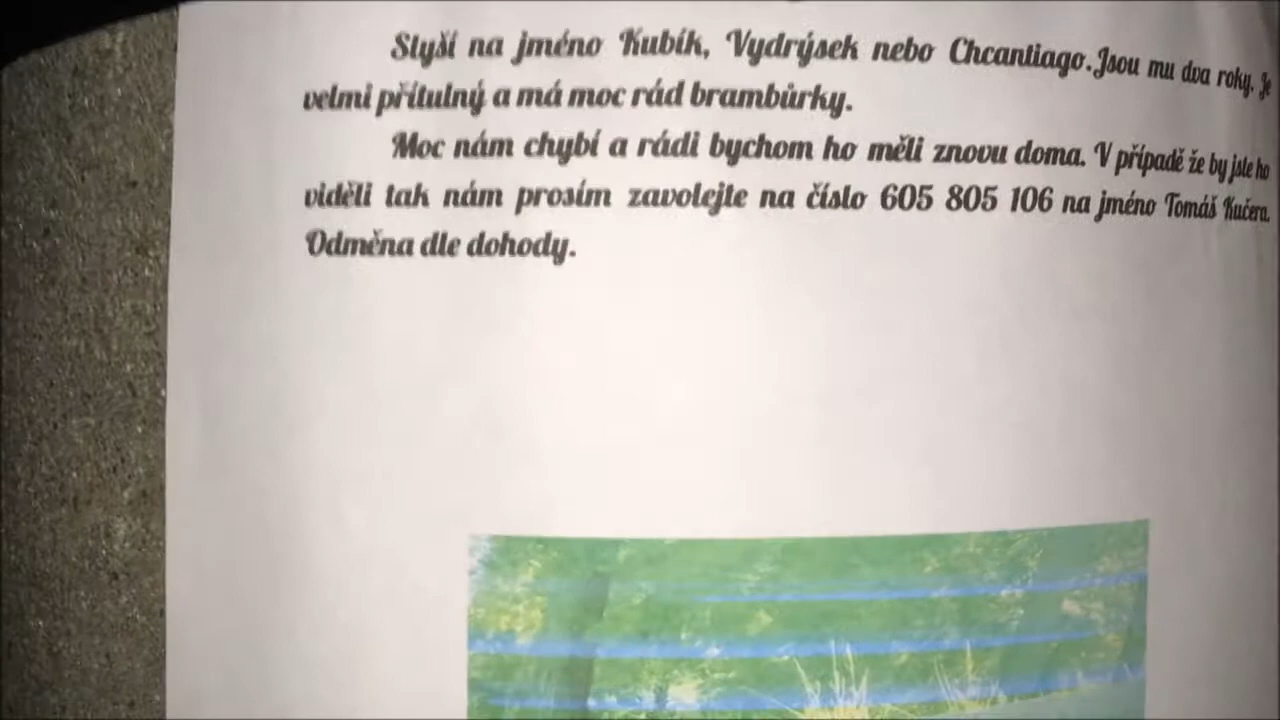 Slyší na jméno Kubík, Vydrýsek nebo Chcantiago.Jsou mu dva roky. Je
velmi přítulný a má moc rád brambůrky.
Moc nám chybí a rádi bychom ho měli znovu doma. V případě že by jste ho
viděli tak nám prosím zavolejte na číslo 605 805 106 na jméno Tomáš Kučera.
Odměna dle dohody.